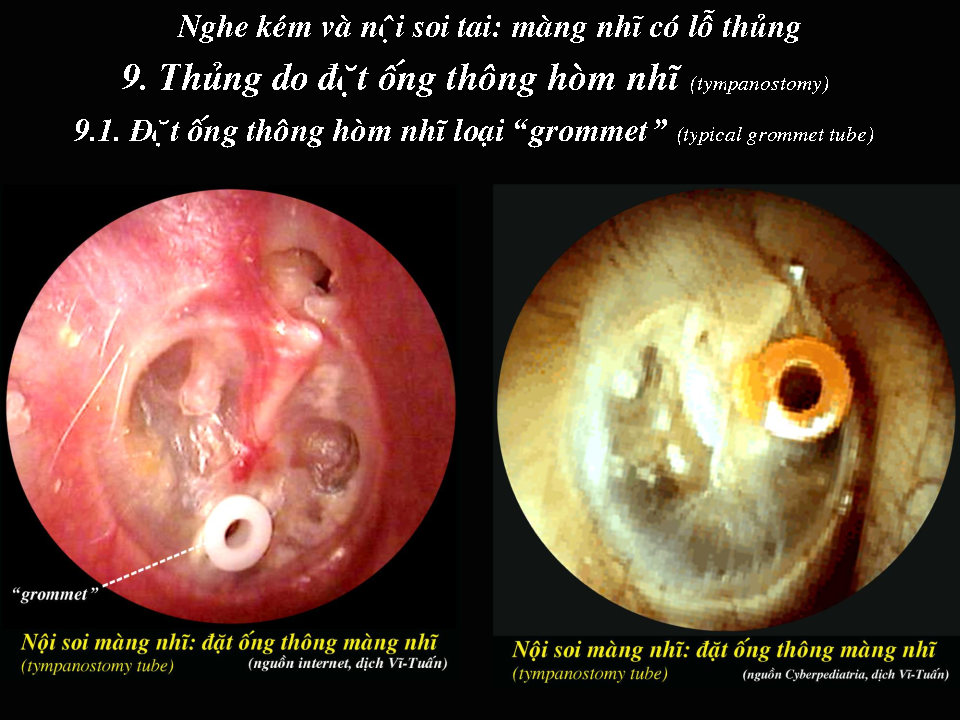 Nghe kém và nội soi tai: màng nhĩ có lỗ thủng
9. Thủng do đặt ống thông hòm nhĩ (tympanostomy)
9.1. Đặt ống thông hòm nhĩ loại “grommet” (typical grommet tube)
“grommet”
Nội soi màng nhĩ: đặt ống thông màng nhĩ
(tympanostomy tube) (nguồn internet, dịch Vĩ-Tuấn)
Nội soi màng nhĩ: đặt ống thông màng nhĩ
(tympanostomy tube) (nguồn Cyberpediatria, dịch Vĩ-Tuấn)